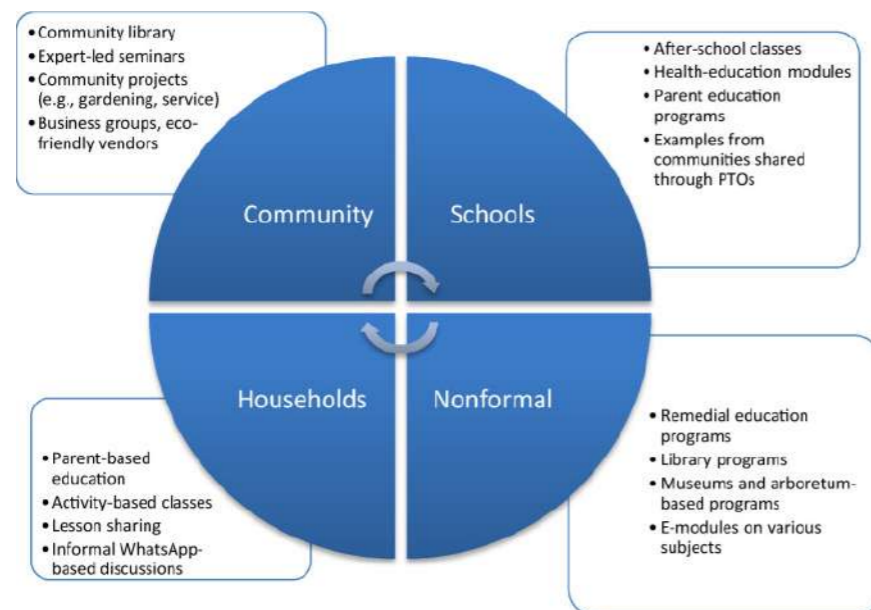 • Community library
• Expert-led seminars
• Community projects
(e.g., gardening, service)
• Business groups, eco-
friendly vendors
• After-school classes
• Health-education modules
• Parent education
programs
• Examples from
communities shared
through PTOs
Community
Schools
Households
Nonformal
• Parent-based
education
• Activity-based classes
• Lesson sharing
• Informal WhatsApp-
based discussions
• Remedial education
programs
• Library programs
• Museums and arboretum-
based programs
• E-modules on various
subjects